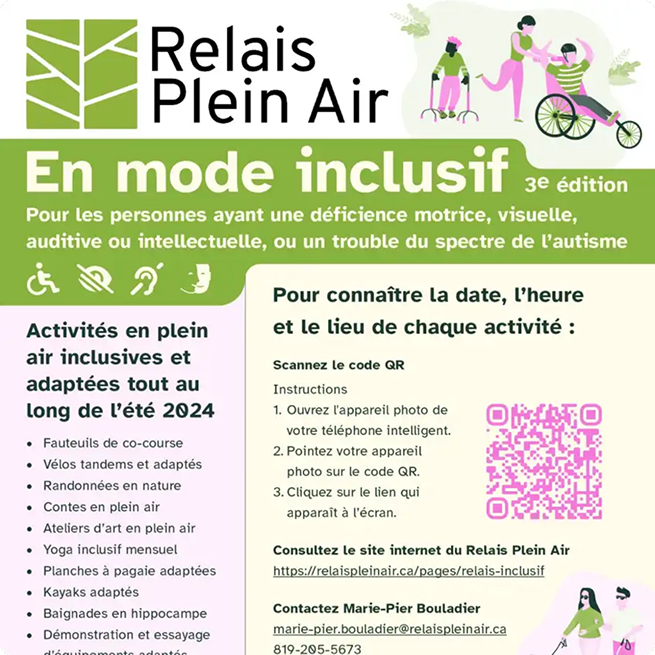 Relais
Plein Air
En mode inclusif 3e édition
Pour les personnes ayant une déficience motrice, visuelle,
auditive ou intellectuelle, ou un trouble du spectre de l'autisme
Activités en plein
air inclusives et
adaptées tout au
long de l'été 2024
• Fauteuils de co-course
• Vélos tandems et adaptés
• Randonnées en nature
• Contes en plein air
• Ateliers d'art en plein air
• Yoga inclusif mensuel
• Planches à pagaie adaptées
• Kayaks adaptés
• Baignades en hippocampe
• Démonstration et essayage
d'équipements adaptés
Pour connaître la date, l'heure
et le lieu de chaque activité :
Scannez le code QR
Instructions
1. Ouvrez l'appareil photo de
votre téléphone intelligent.
2. Pointez votre appareil
photo sur le code QR.
3. Cliquez sur le lien qui
apparaît à l'écran.
Consultez le site internet du Relais Plein Air
https://relaispleinair.ca/pages/relais-inclusif
Contactez Marie-Pier Bouladier
marie-pier.bouladier@relaispleinair.ca
819-205-5673